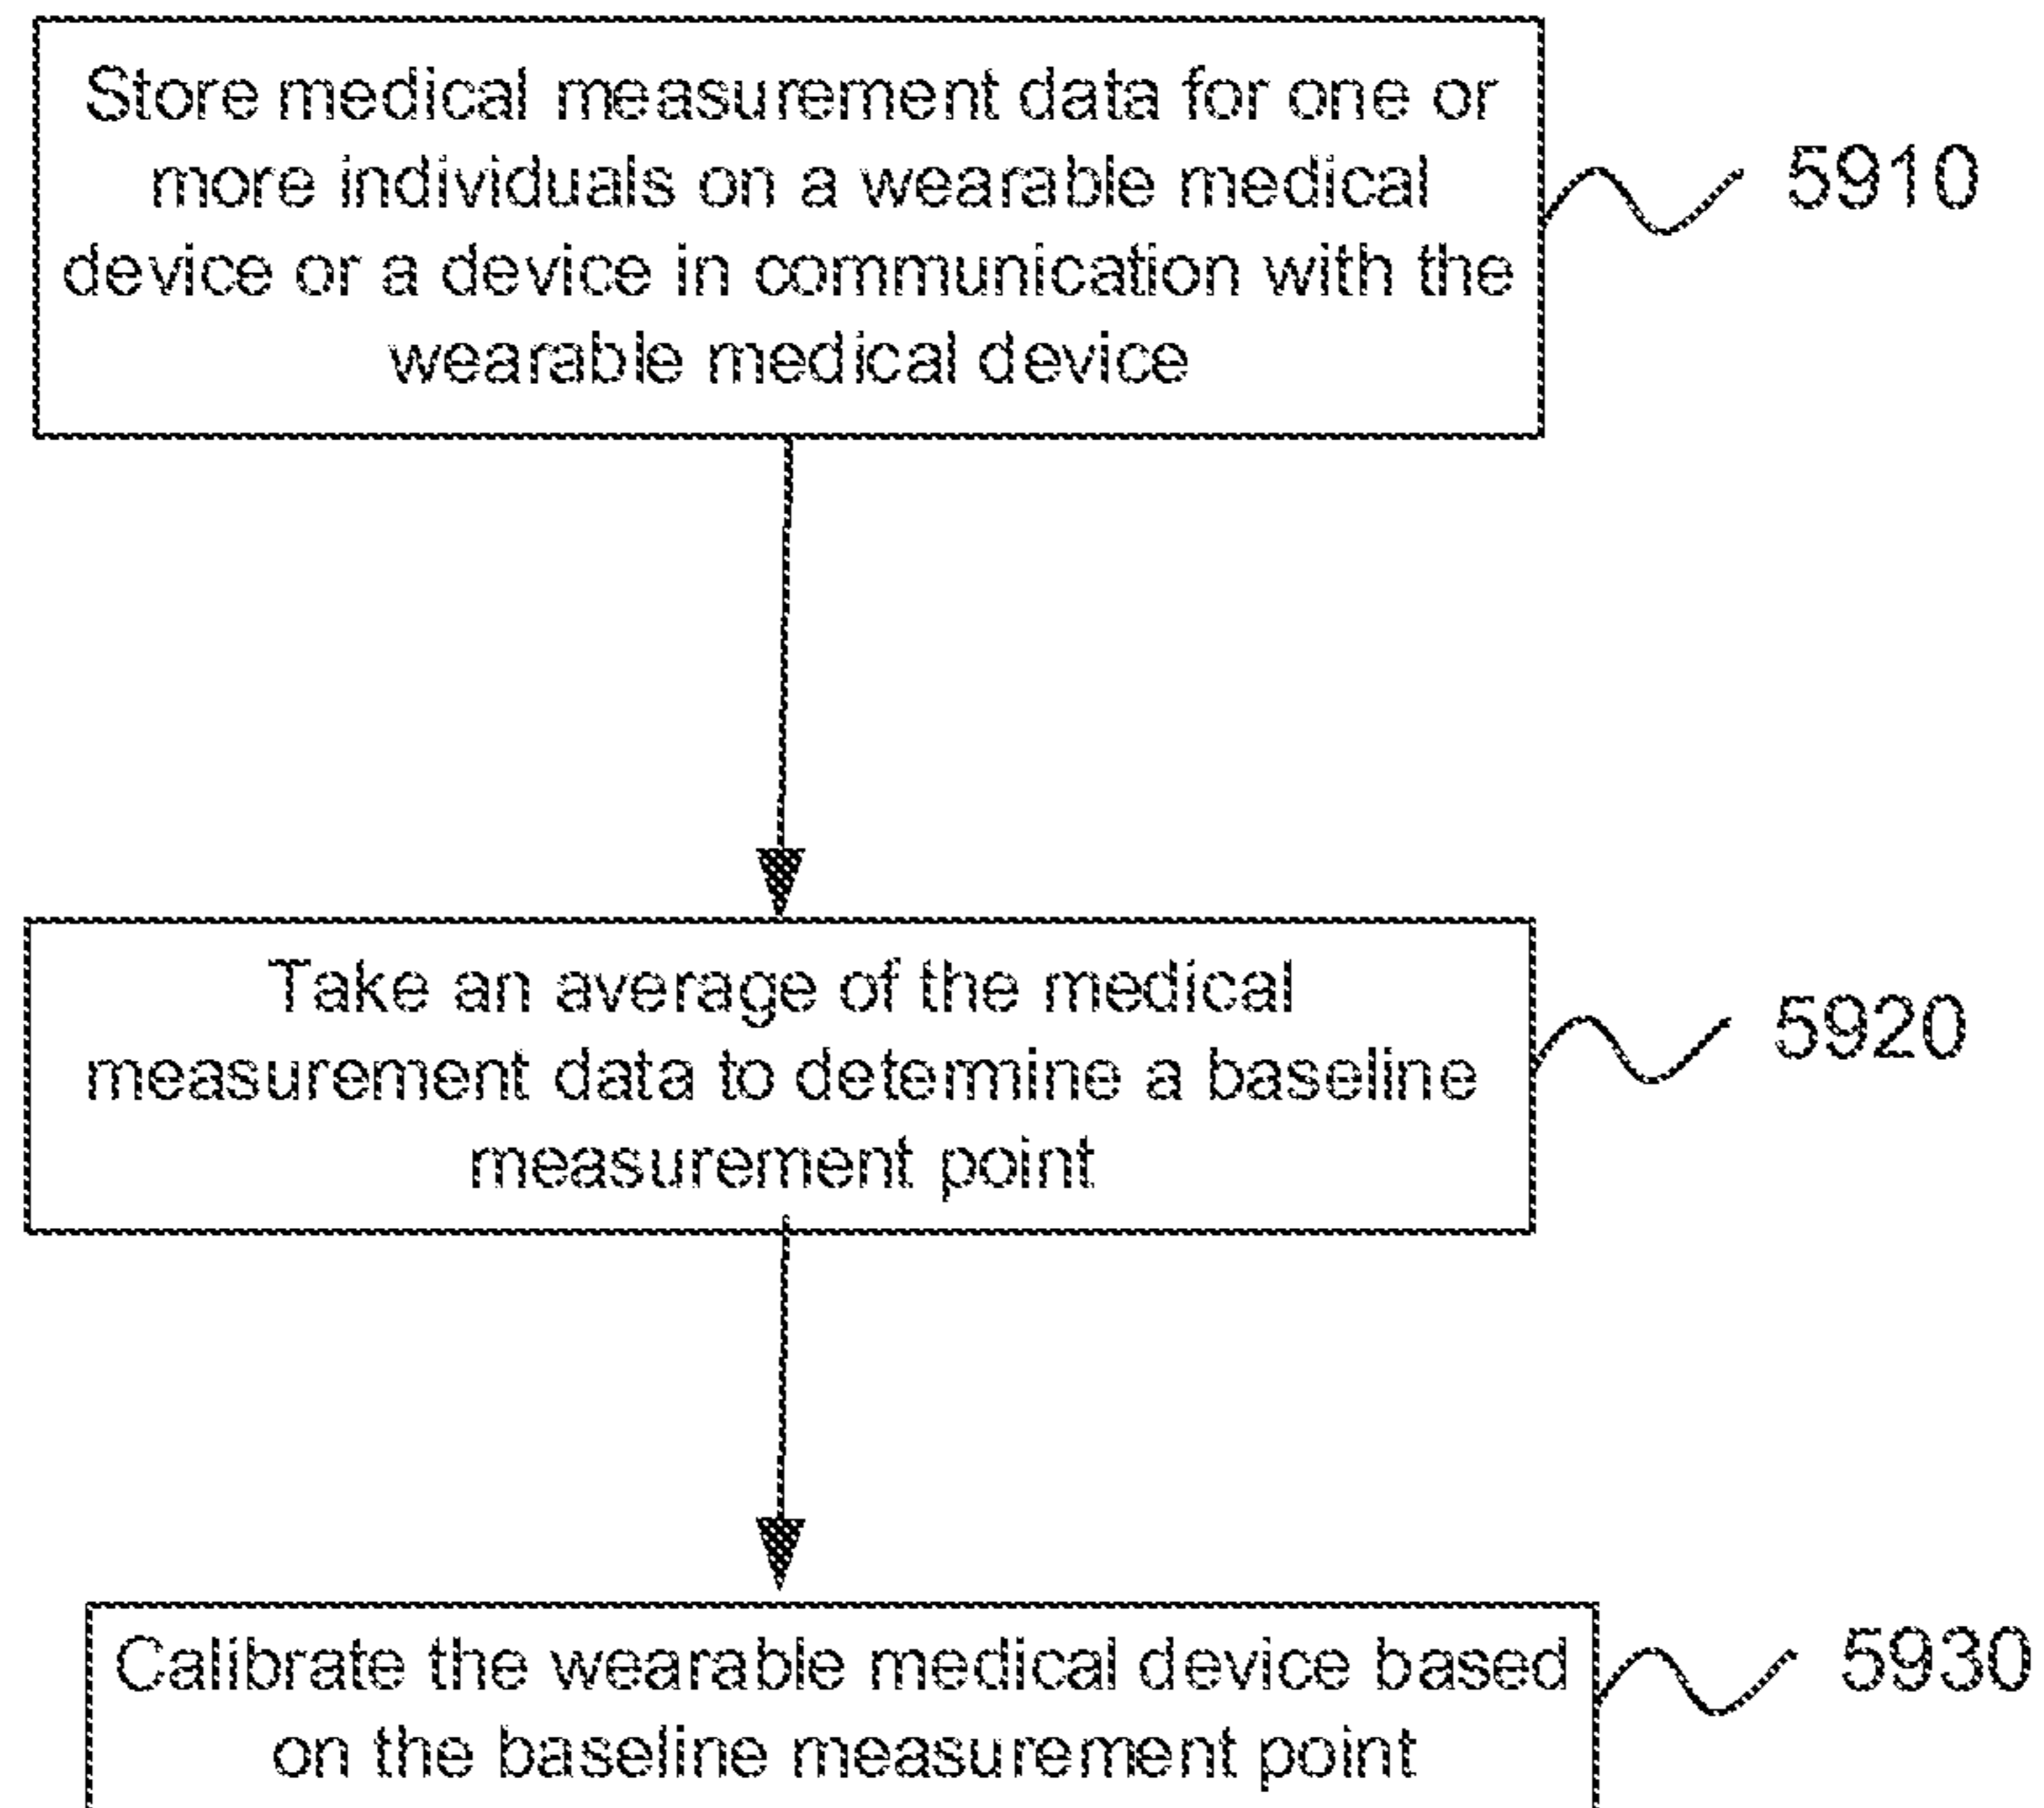 Store medical measurement data for one or
more individuals on a wearable medical
device or a device in communication with the
wearable medical device
5910
Take an average of the medical
measurement data to determine a baseline
measurement point
5920
Calibrate the wearable medical device based
on the baseline measurement point
5930